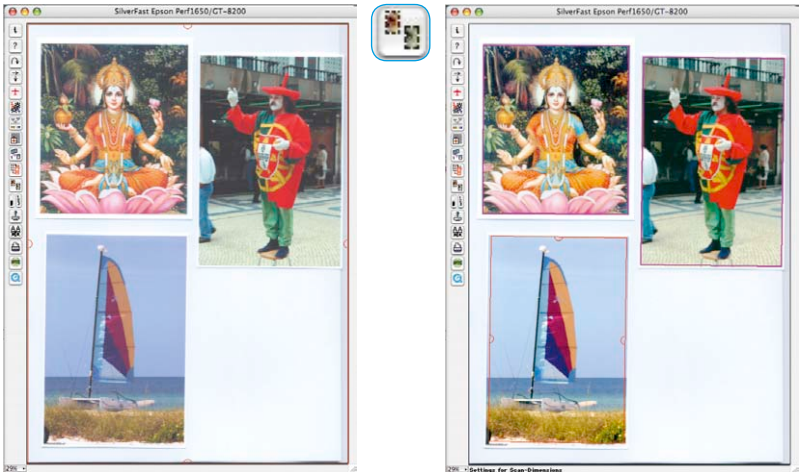 SilverFast Epson Perf1650/GT-8200
i
?
29%
SilverFast Epson Perf1650/GT-8200
i
?
29%
Settings for Scan-Dimensions